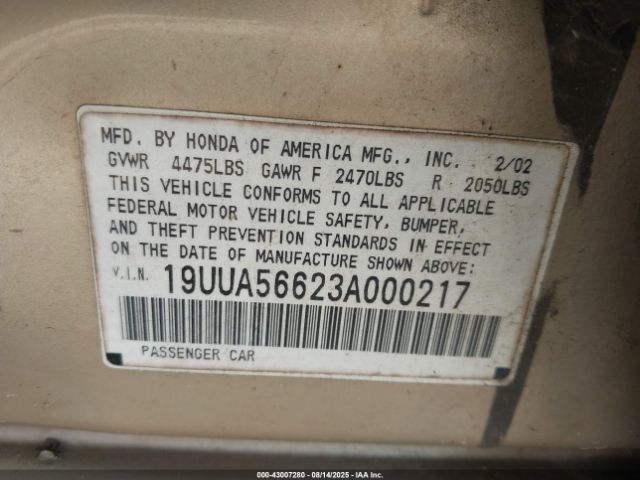 MFD. BY HONDA OF AMERICA MFG., INC. 2/02
GVWR 4475LBS GAWR F 2470LBS R 2050LBS
THIS VEHICLE CONFORMS TO ALL APPLICABLE
FEDERAL MOTOR VEHICLE SAFETY, BUMPER,
AND THEFT PREVENTION STANDARDS IN EFFECT
ON THE DATE OF MANUFACTURE SHOWN ABOVE:
V.I.N. 19UUA56623A000217
PASSENGER CAR
000-43007280 - 08/14/2025 - IAA Inc.